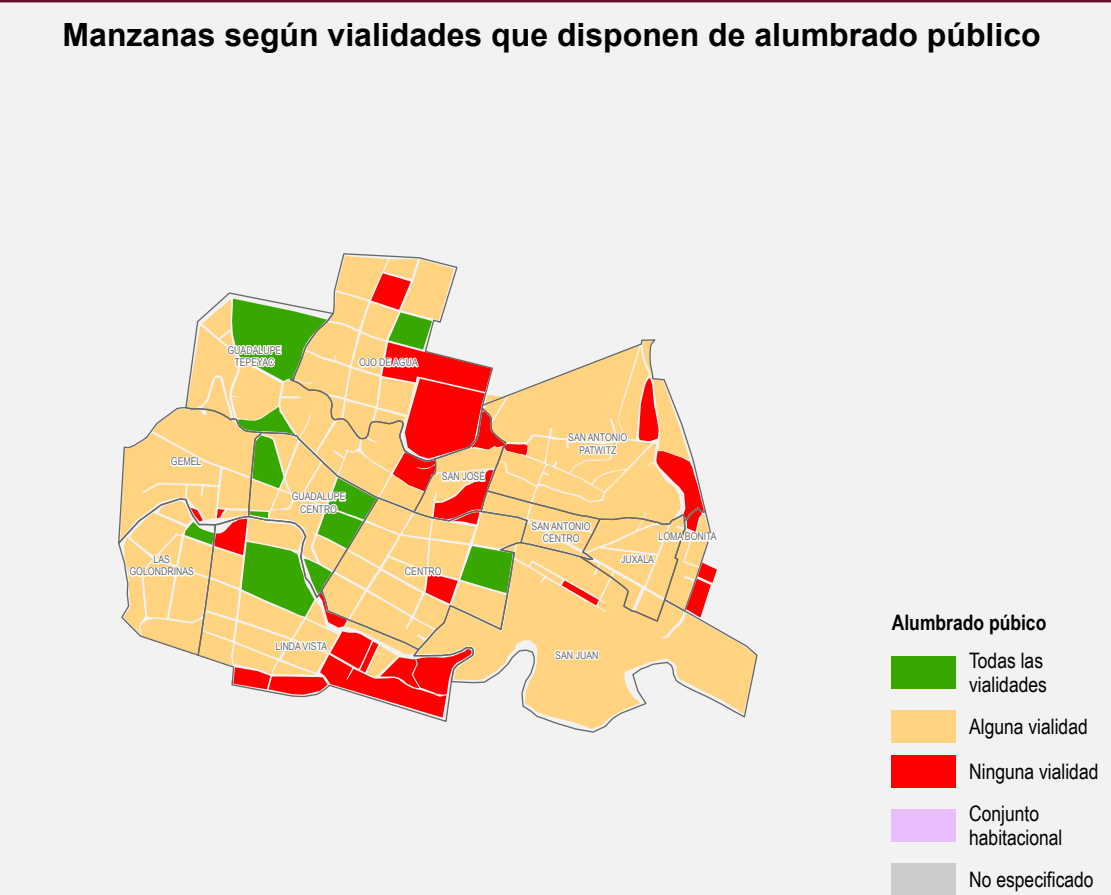 Manzanas según vialidades que disponen de alumbrado público
GUADALUPE
TEPEYAC
OJO DE AGUA
SAN ANTONIO
PATWITZ
GEMEL
SAN JOSÉ
GUADALUPE
CENTRO
SAN ANTONIO
CENTRO
LOMA BONITA
JUXALA
LAS
GOLONDRINAS
CENTRO
LINDA VISTA
SAN JUAN
Alumbrado púbico
Todas las
vialidades
Alguna vialidad
Ninguna vialidad
Conjunto
habitacional
No especificado